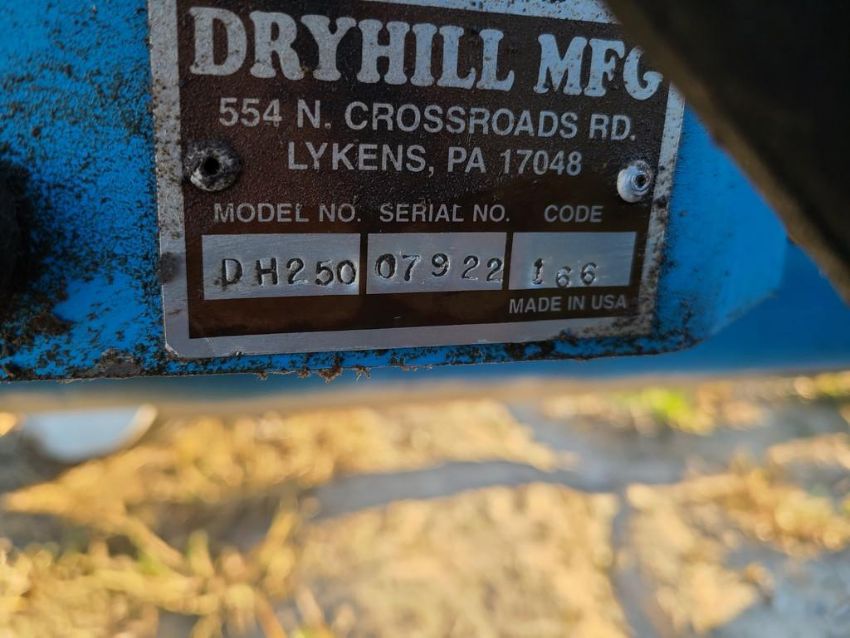 DRYHILL MFG
554 N. CROSSROADS RD.
LYKENS, PA 17048
MODEL NO. SERIAL NO. CODE
DH250 07922 166
MADE IN USA